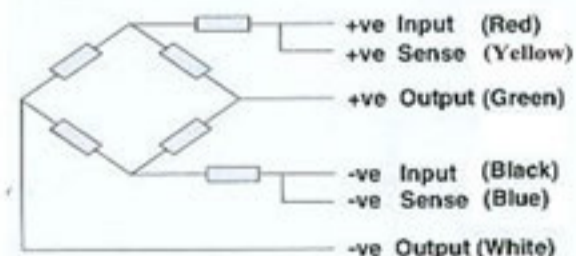 +ve Input (Red)
+ve Sense (Yellow)
+ve Output (Green)
-ve Input (Black)
-ve Sense (Blue)
-ve Output (White)